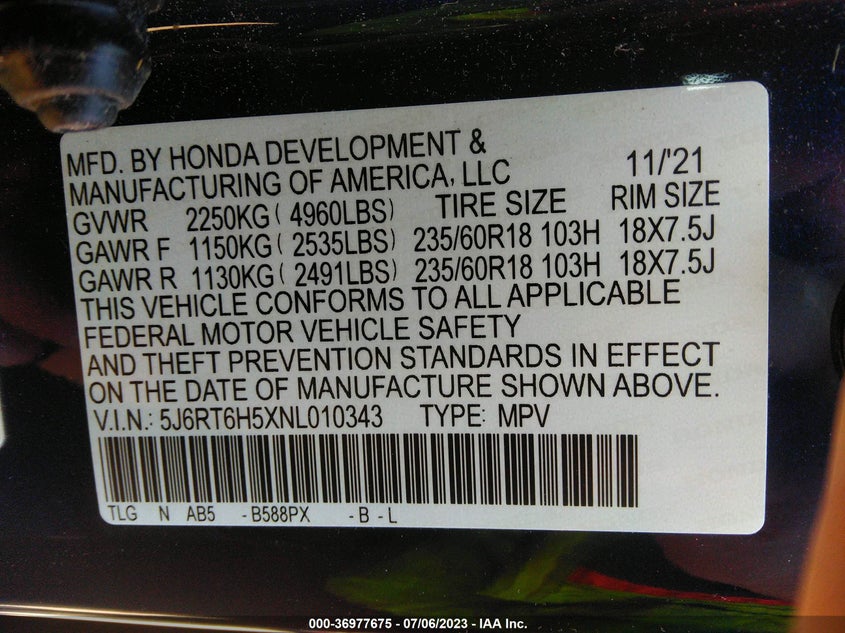 MFD. BY HONDA DEVELOPMENT &
MANUFACTURING OF AMERICA, LLC 11/'21
GVWR 2250KG ( 4960LBS) TIRE SIZE RIM SIZE
GAWR F 1150KG ( 2535LBS) 235/60R18 103H 18X7.5J
GAWR R 1130KG ( 2491LBS) 235/60R18 103H 18X7.5J
THIS VEHICLE CONFORMS TO ALL APPLICABLE
FEDERAL MOTOR VEHICLE SAFETY
AND THEFT PREVENTION STANDARDS IN EFFECT
ON THE DATE OF MANUFACTURE SHOWN ABOVE.
V.I.N.: 5J6RT6H5XNL010343 TYPE: MPV
TLG N AB5 -B588PX -B -L
000-36977675 - 07/06/2023 - IAA Inc.